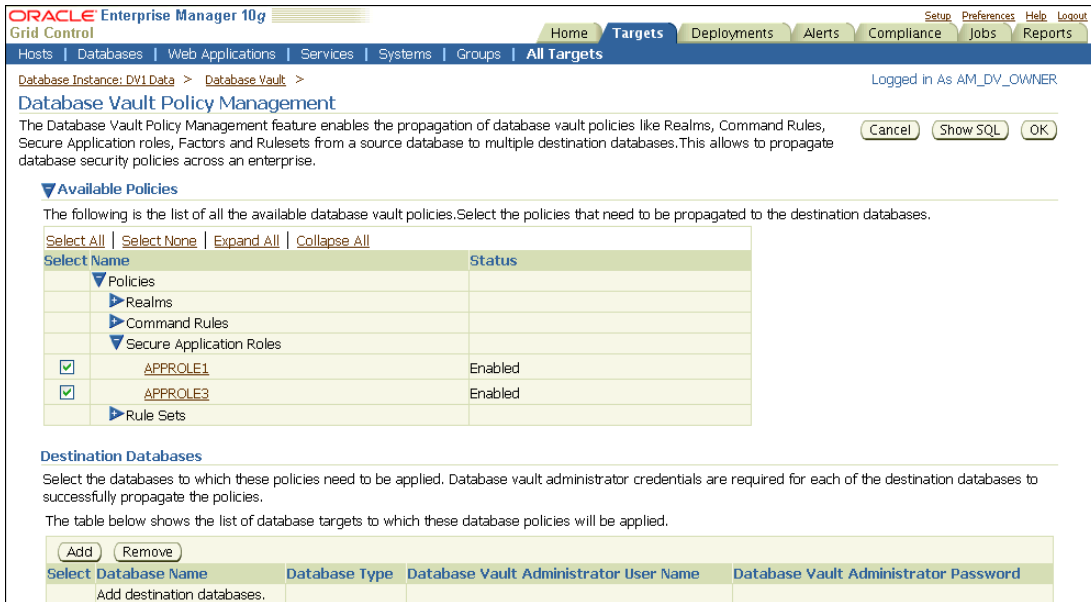 ORACLE Enterprise Manager 10g
Grid Control
Setup Preferences Help Logout
Home Targets Deployments Alerts Compliance Jobs Reports
Hosts | Databases | Web Applications | Services | Systems | Groups | All Targets
Database Instance: DV1Data > Database Vault >
Logged in As AM_DV_OWNER
Database Vault Policy Management
The Database Vault Policy Management feature enables the propagation of database vault policies like Realms, Command Rules,
Secure Application roles, Factors and Rulesets from a source database to multiple destination databases.This allows to propagate
database security policies across an enterprise.
Cancel Show SQL OK
Available Policies
The following is the list of all the available database vault policies.Select the policies that need to be propagated to the destination databases.
Select All | Select None | Expand All | Collapse All
Select Name Status
Policies
Realms
Command Rules
Secure Application Roles
APPROLE1 Enabled
APPROLE3 Enabled
Rule Sets
Destination Databases
Select the databases to which these policies need to be applied. Database vault administrator credentials are required for each of the destination databases to
successfully propagate the policies.
The table below shows the list of database targets to which these database policies will be applied.
Add Remove
Select Database Name Database Type Database Vault Administrator User Name Database Vault Administrator Password
Add destination databases.